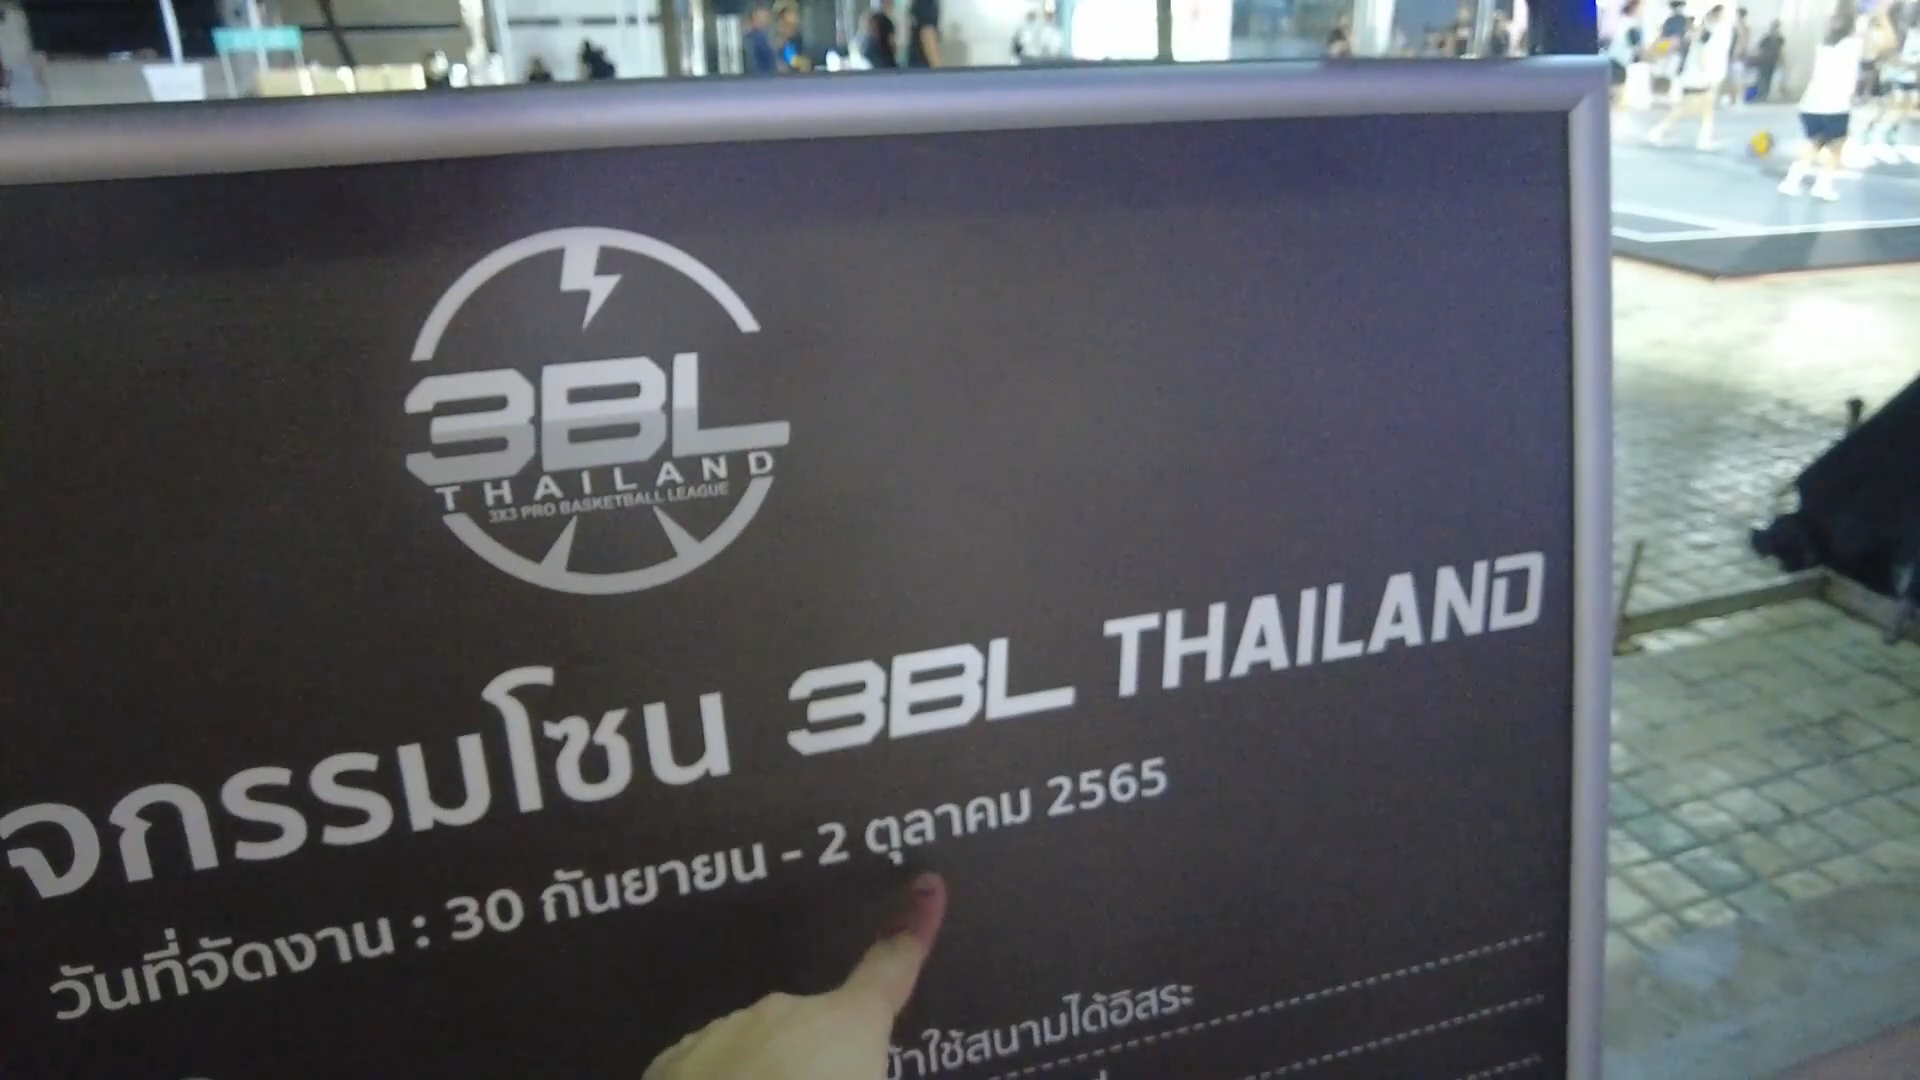 3BL
THAILAND
3X3 PRO BASKETBALL LEAGUE
จกรรมโซน 3BL THAILAND
วันที่จัดงาน : 30 กันยายน - 2 ตุลาคม 2565
ใช้สนามได้อิสระ